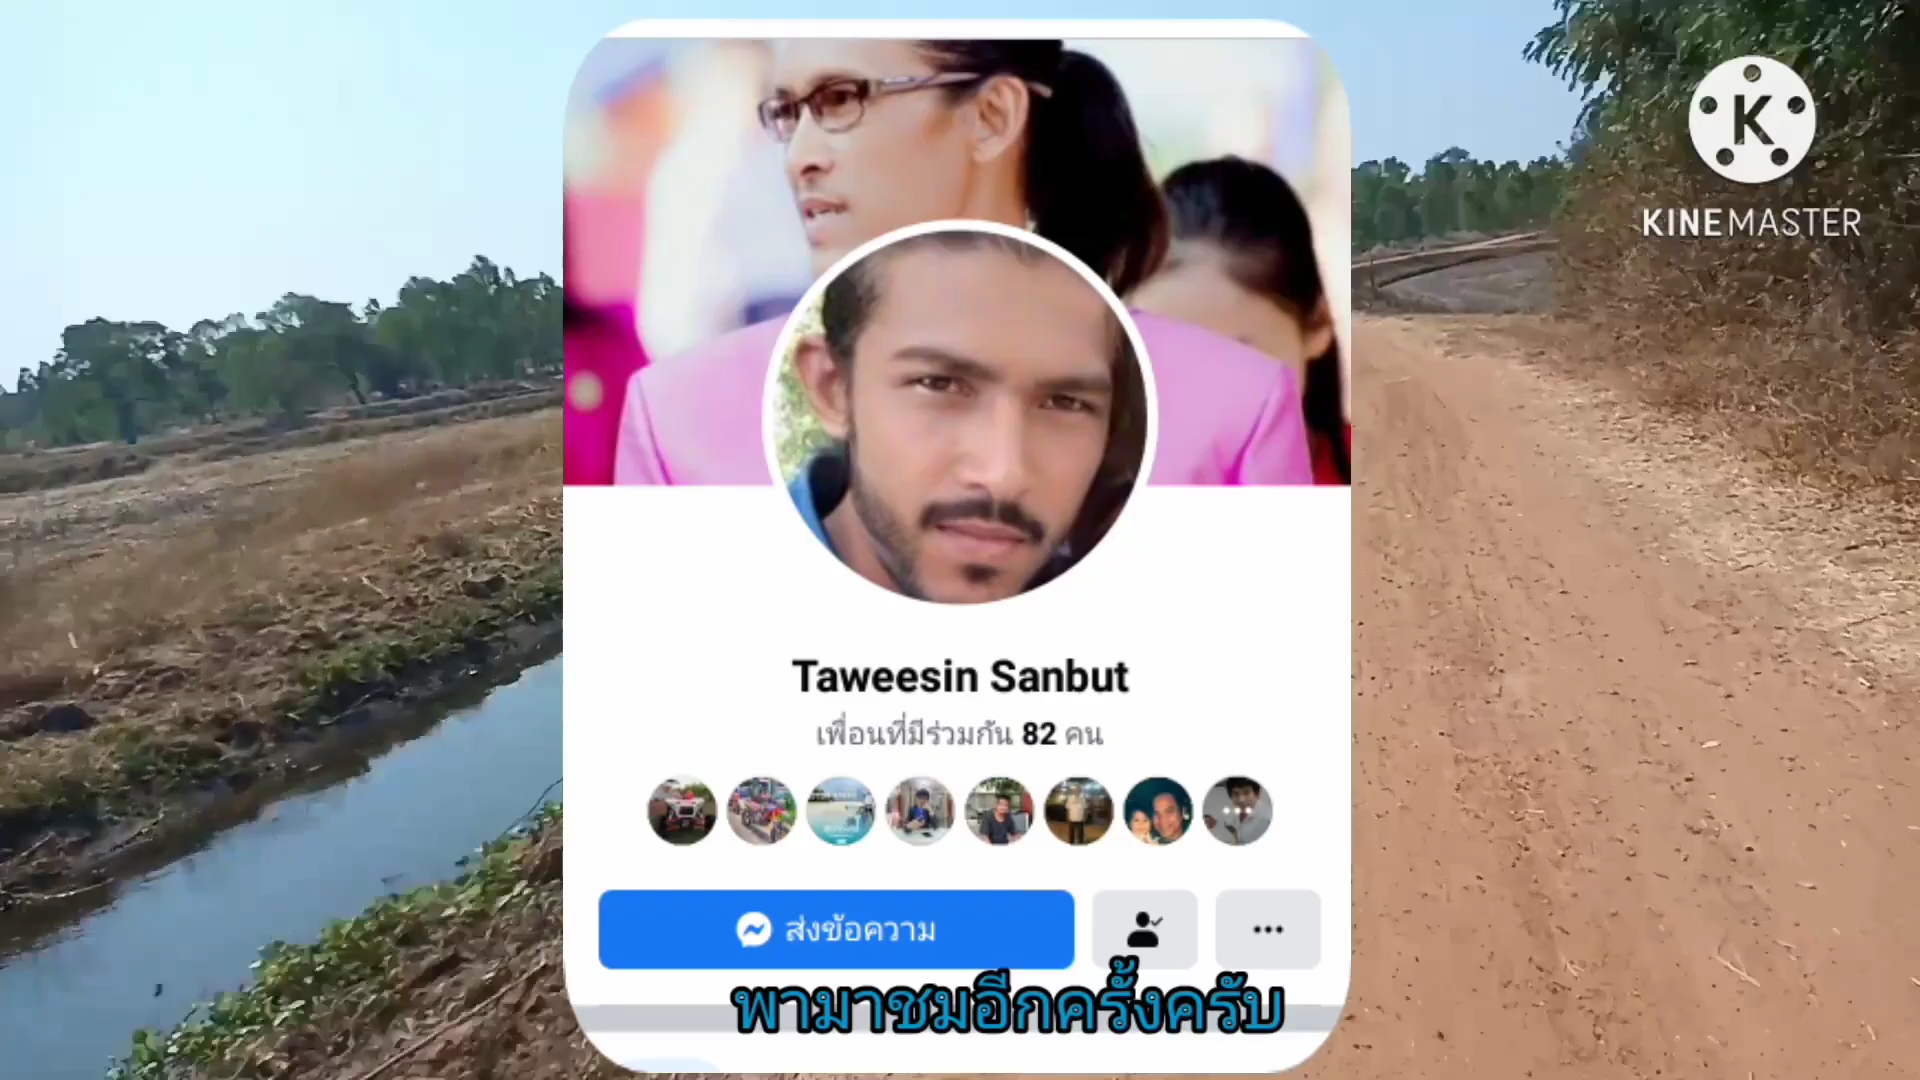 KINEMASTER
Taweesin Sanbut
เพื่อนที่มีร่วมกัน 82 คน
ส่งข้อความ
พามาชมอีกครั้งครับ